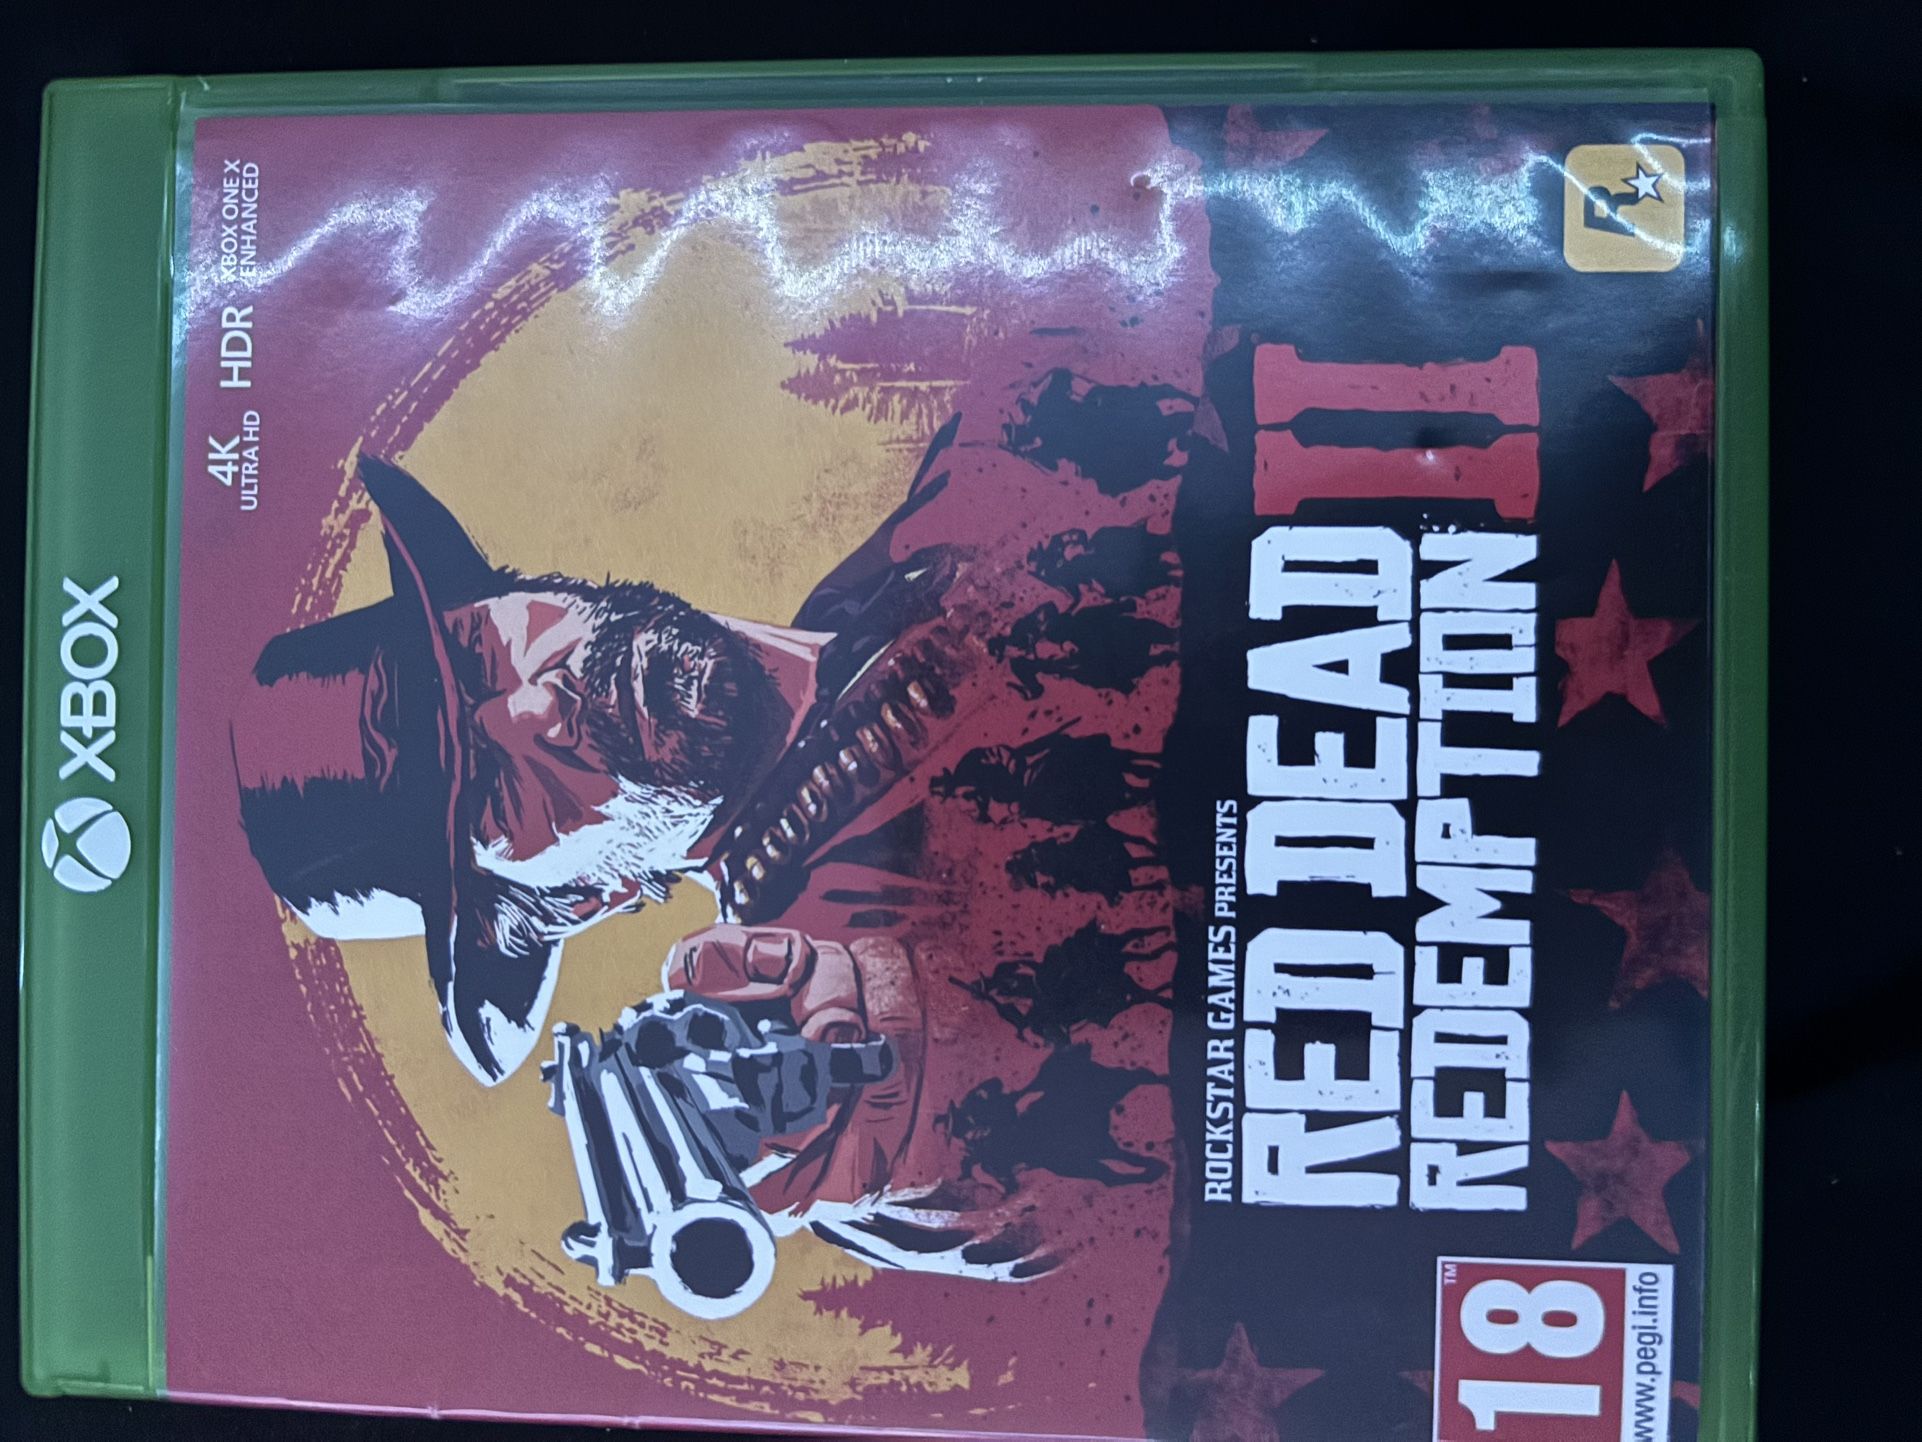 XBOX
4K
ULTRA HD
HDR
XBOX ONE X
ENHANCED
ROCKSTAR GAMES PRESENTS
RED DEAD
REDEMPTION
II
18
™
www.pegi.info
R